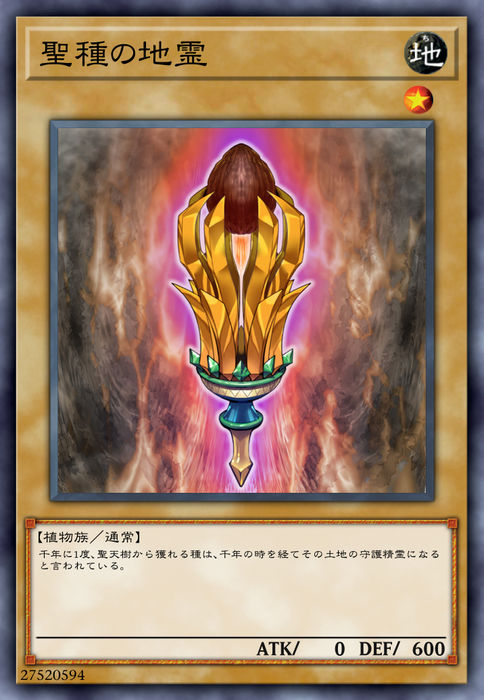 聖種の地霊
ち
地
【植物族／通常】
千年に1度、聖天樹から獲れる種は、千年の時を経てその土地の守護精霊になる
と言われている。
ATK/ 0 DEF/ 600
27520594